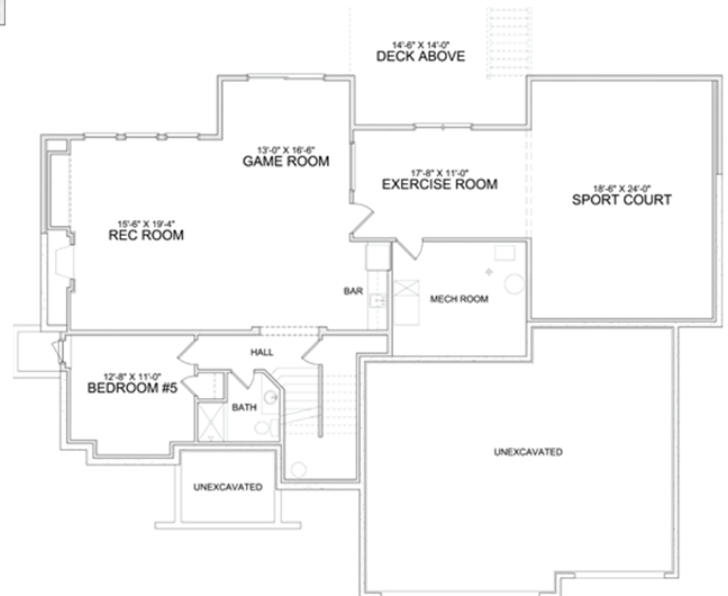 14'-6" X 14'-0"
DECK ABOVE
13'-0" X 16'-6"
GAME ROOM
17'-8" X 11'-0"
EXERCISE ROOM
18'-6" X 24'-0"
SPORT COURT
15'-6" X 19'-4"
REC ROOM
BAR
MECH ROOM
HALL
12'-8" X 11'-0"
BEDROOM #5
BATH
UNEXCAVATED
UNEXCAVATED